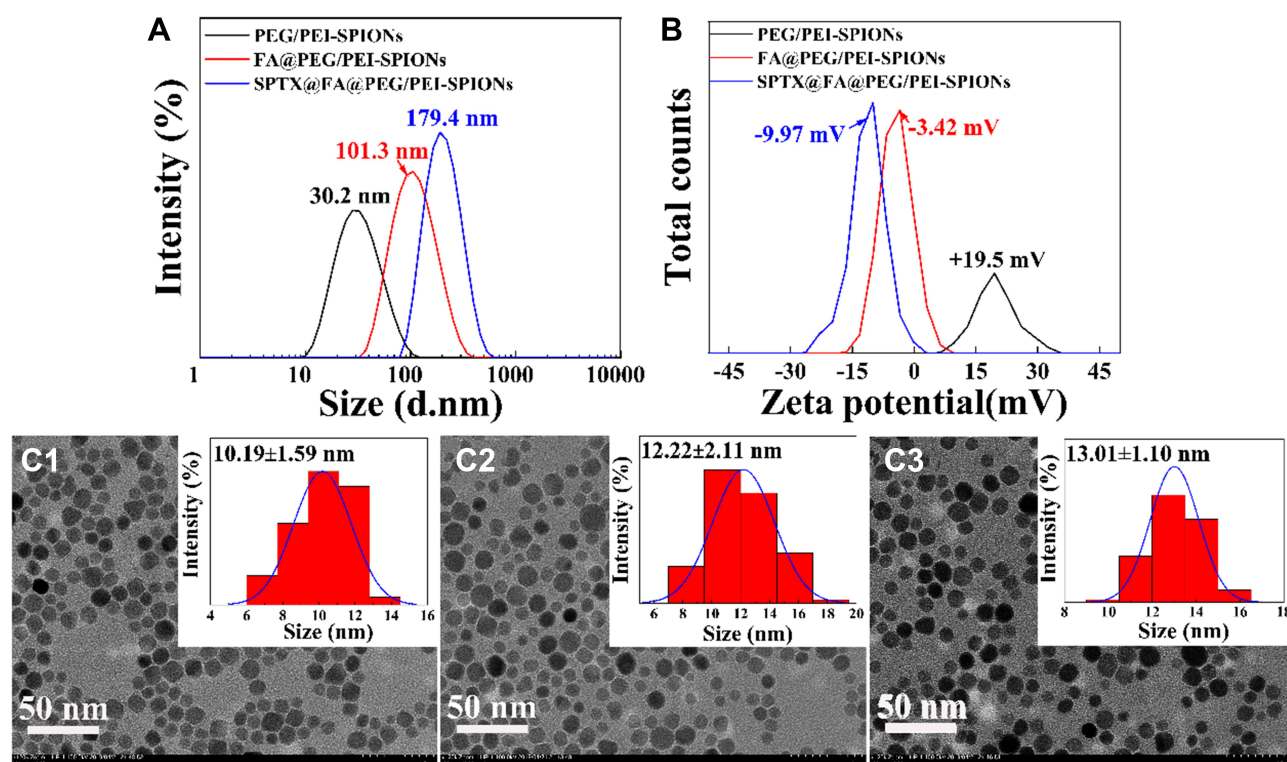 A
PEG/PEI-SPIONs
FA@PEG/PEI-SPIONs
SPTX@FA@PEG/PEI-SPIONs
179.4 nm
101.3 nm
30.2 nm
Intensity (%)
1 10 100 1000 10000
Size (d.nm)
B
PEG/PEI-SPIONs
FA@PEG/PEI-SPIONs
SPTX@FA@PEG/PEI-SPIONs
-9.97 mV
-3.42 mV
+19.5 mV
Total counts
-45 -30 -15 0 15 30 45
Zeta potential(mV)
C1
10.19±1.59 nm
Intensity (%)
4 6 8 10 12 14 16
Size (nm)
50 nm
C2
12.22±2.11 nm
Intensity (%)
6 8 10 12 14 16 18 20
Size (nm)
50 nm
C3
13.01±1.10 nm
Intensity (%)
8 10 12 14 16 18
Size (nm)
50 nm